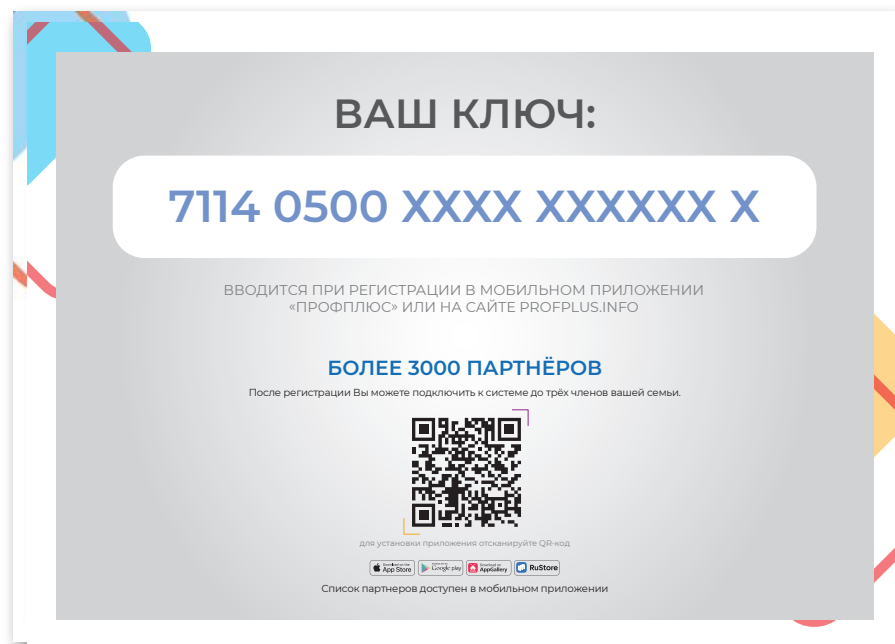 ВАШ КЛЮЧ:
7114 0500 XXXX XXXXXX X
ВВОДИТСЯ ПРИ РЕГИСТРАЦИИ В МОБИЛЬНОМ ПРИЛОЖЕНИИ
«ПРОФПЛЮС» ИЛИ НА САЙТЕ PROFPLUS.INFO
БОЛЕЕ 3000 ПАРТНЁРОВ
После регистрации Вы можете подключить к системе до трёх членов вашей семьи.
для установки приложения отсканируйте QR-код
App Store Google play AppGallery RuStore
Список партнеров доступен в мобильном приложении